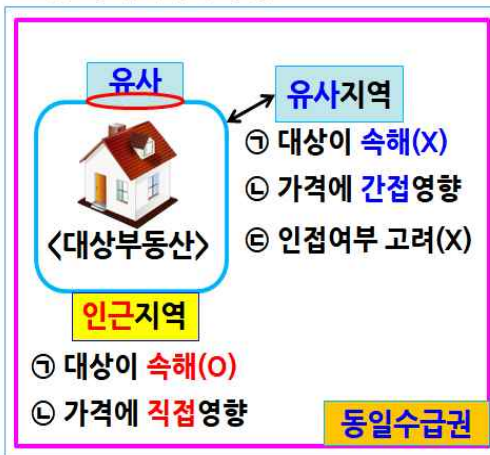 유사
유사지역
㉠ 대상이 속해(X)
㉡ 가격에 간접영향
㉢ 인접여부 고려(X)
<대상부동산>
인근지역
㉠ 대상이 속해(O)
㉡ 가격에 직접영향
동일수급권